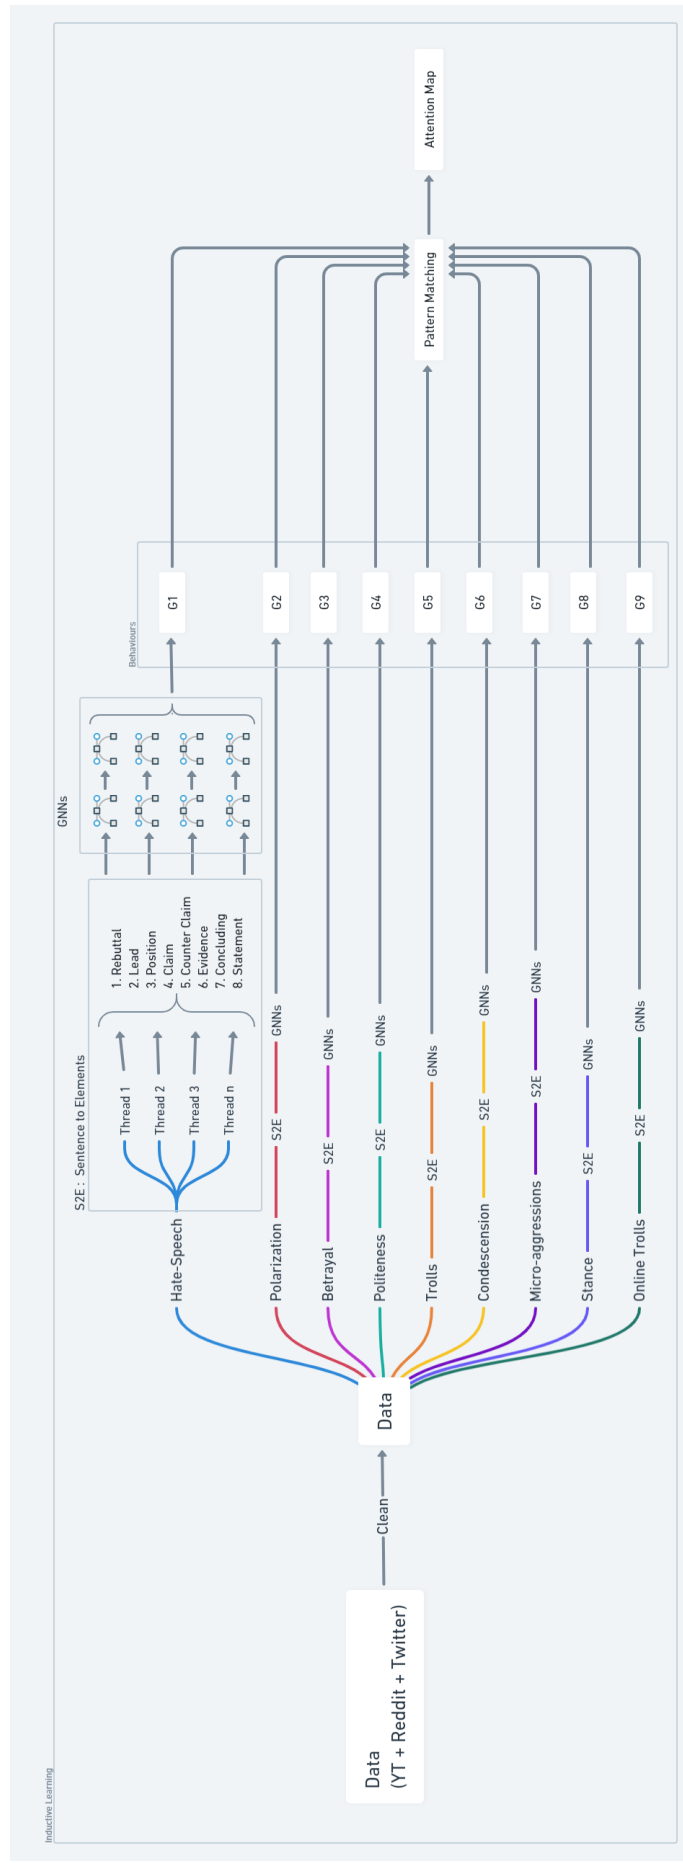 Inductive Learning
Data
(YT + Reddit + Twitter)
Clean
Data
Hate-Speech
S2E : Sentence to Elements
Thread 1
Thread 2
Thread 3
Thread n
1. Rebuttal
2. Lead
3. Position
4. Claim
5. Counter Claim
6. Evidence
7. Concluding
8. Statement
GNNs
Behaviours
G1
Polarization
S2E
GNNs
G2
Betrayal
S2E
GNNs
G3
Politeness
S2E
GNNs
G4
Trolls
S2E
GNNs
G5
Condescension
S2E
GNNs
G6
Micro-aggressions
S2E
GNNs
G7
Stance
S2E
GNNs
G8
Online Trolls
S2E
GNNs
G9
Pattern Matching
Attention Map